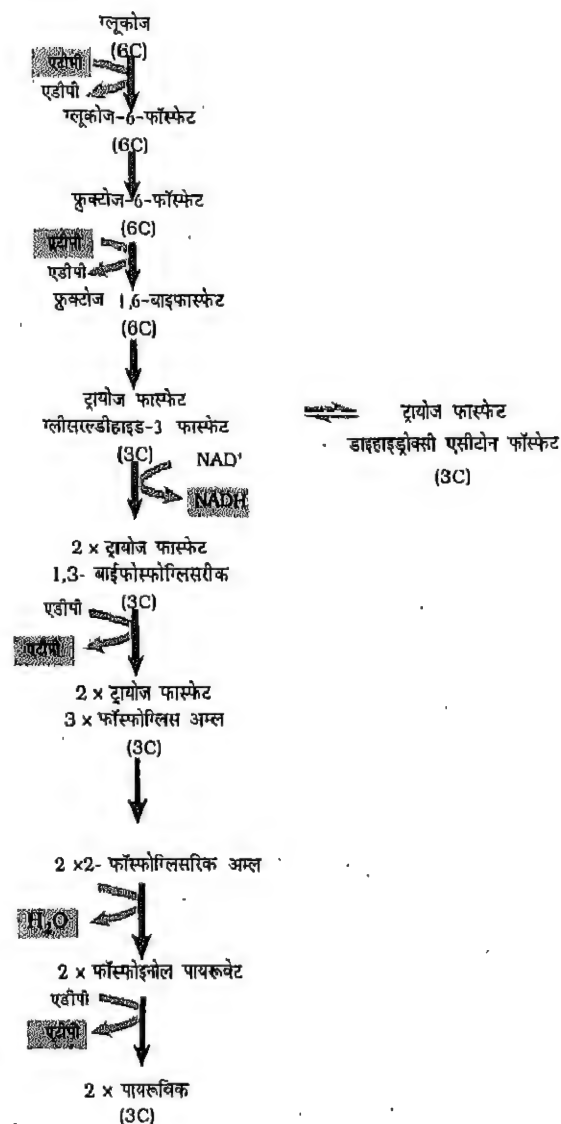 ग्लूकोज
(6C)
एटीपी
एडीपी
ग्लूकोज-6-फॉस्फेट
(6C)
फ्रुक्टोज-6-फॉस्फेट
(6C)
एटीपी
एडीपी
फ्रुक्टोज 1,6-बाइफास्फेट
(6C)
ट्रायोज फास्फेट
ग्लीसरल्डीहाइड-3 फास्फेट
(3C)
ट्रायोज फास्फेट
डाइहाइड्रोक्सी एसीटोन फॉस्फेट
(3C)
NAD⁺
NADH
2 × ट्रायोज फास्फेट
1,3- बाईफोस्फोग्लिसरीक
(3C)
एडीपी
एटीपी
2 × ट्रायोज फास्फेट
3 × फॉस्फोग्लिस अम्ल
(3C)
2 ×2- फॉस्फोग्लिसरिक अम्ल
H₂O
2 × फॉस्फोइनोल पायरूवेट
एडीपी
एटीपी
2 × पायरूविक
(3C)